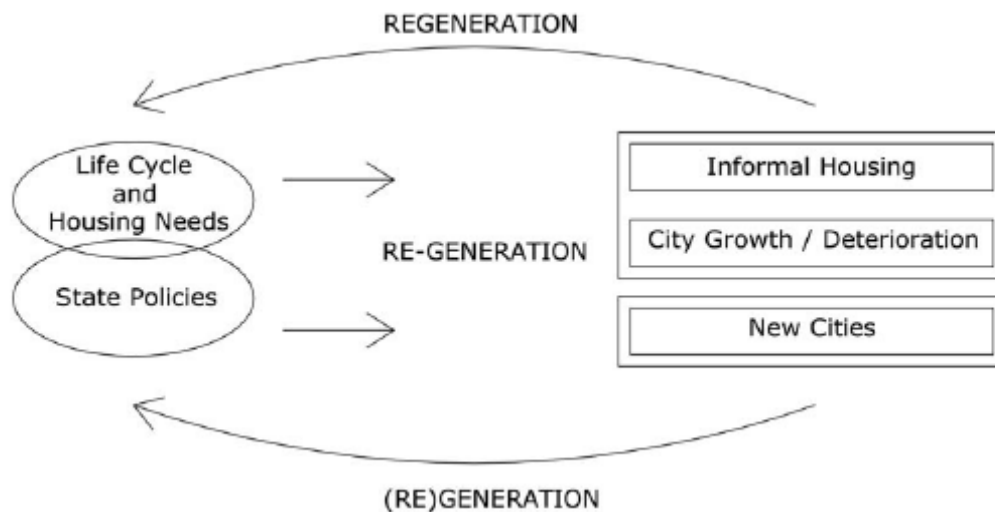 REGENERATION
Life Cycle
and
Housing Needs
State Policies
RE-GENERATION
Informal Housing
City Growth / Deterioration
New Cities
(RE)GENERATION